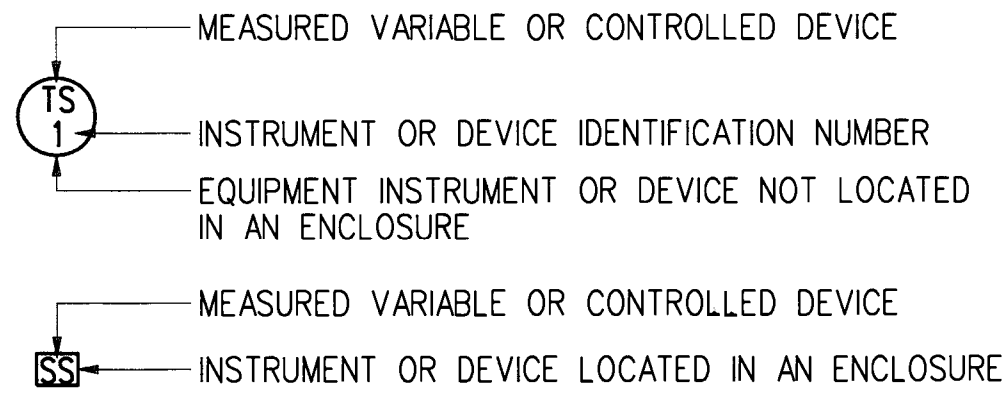 MEASURED VARIABLE OR CONTROLLED DEVICE
TS
1
INSTRUMENT OR DEVICE IDENTIFICATION NUMBER
EQUIPMENT INSTRUMENT OR DEVICE NOT LOCATED
IN AN ENCLOSURE
MEASURED VARIABLE OR CONTROLLED DEVICE
SS
INSTRUMENT OR DEVICE LOCATED IN AN ENCLOSURE